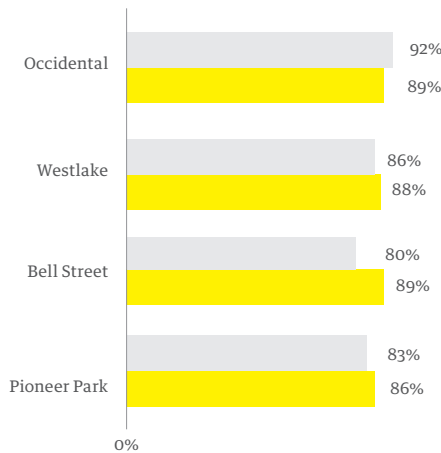 92%
Occidental
89%
86%
Westlake
88%
80%
Bell Street
89%
83%
Pioneer Park
86%
0%